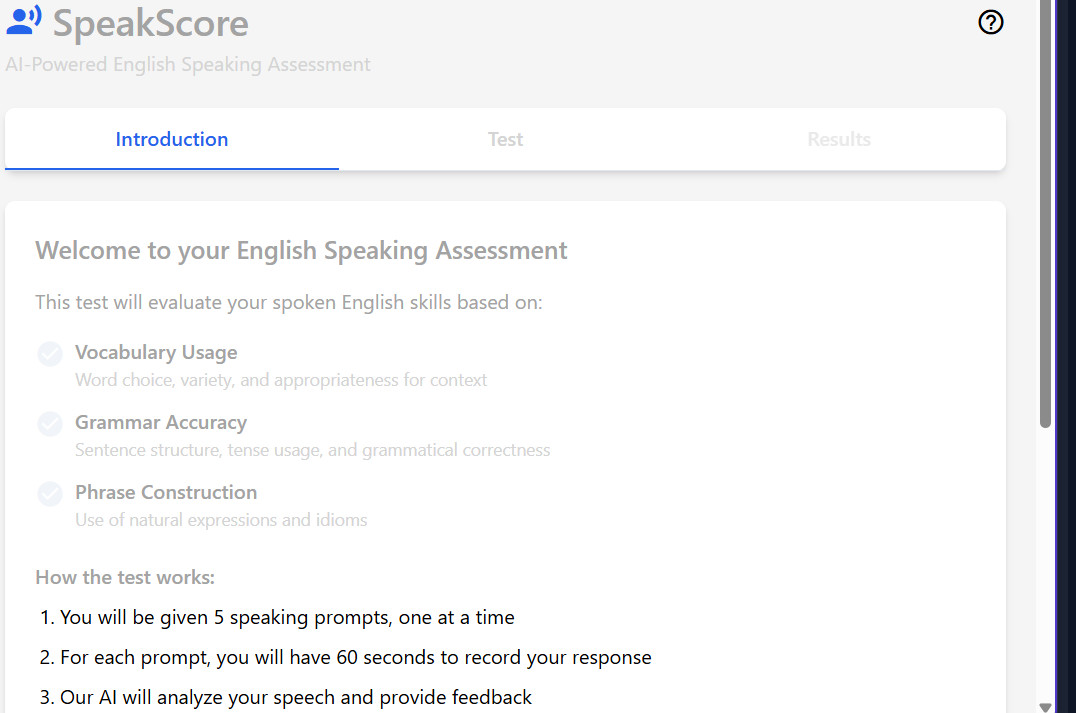 SpeakScore
AI-Powered English Speaking Assessment
Introduction
Test
Results
Welcome to your English Speaking Assessment
This test will evaluate your spoken English skills based on:
Vocabulary Usage
Word choice, variety, and appropriateness for context
Grammar Accuracy
Sentence structure, tense usage, and grammatical correctness
Phrase Construction
Use of natural expressions and idioms
How the test works:
1. You will be given 5 speaking prompts, one at a time
2. For each prompt, you will have 60 seconds to record your response
3. Our AI will analyze your speech and provide feedback